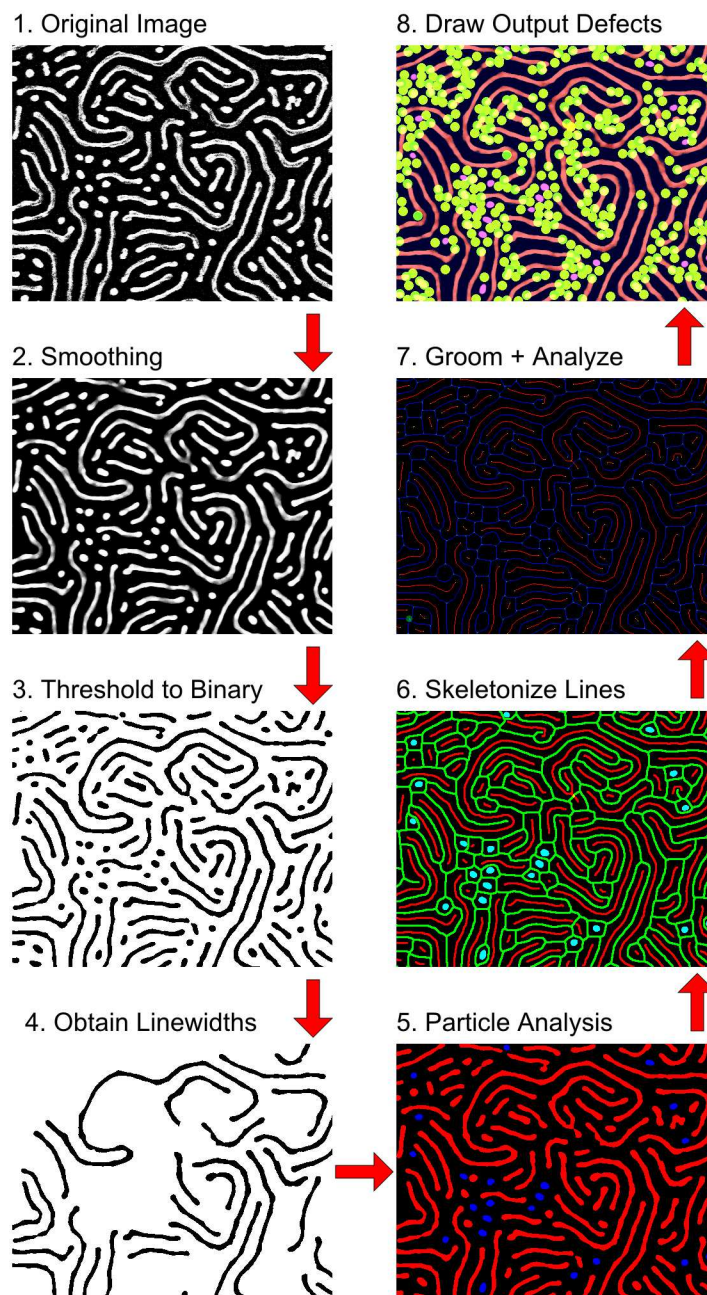 1. Original Image
8. Draw Output Defects
2. Smoothing
7. Groom + Analyze
3. Threshold to Binary
6. Skeletonize Lines
4. Obtain Linewidths
5. Particle Analysis